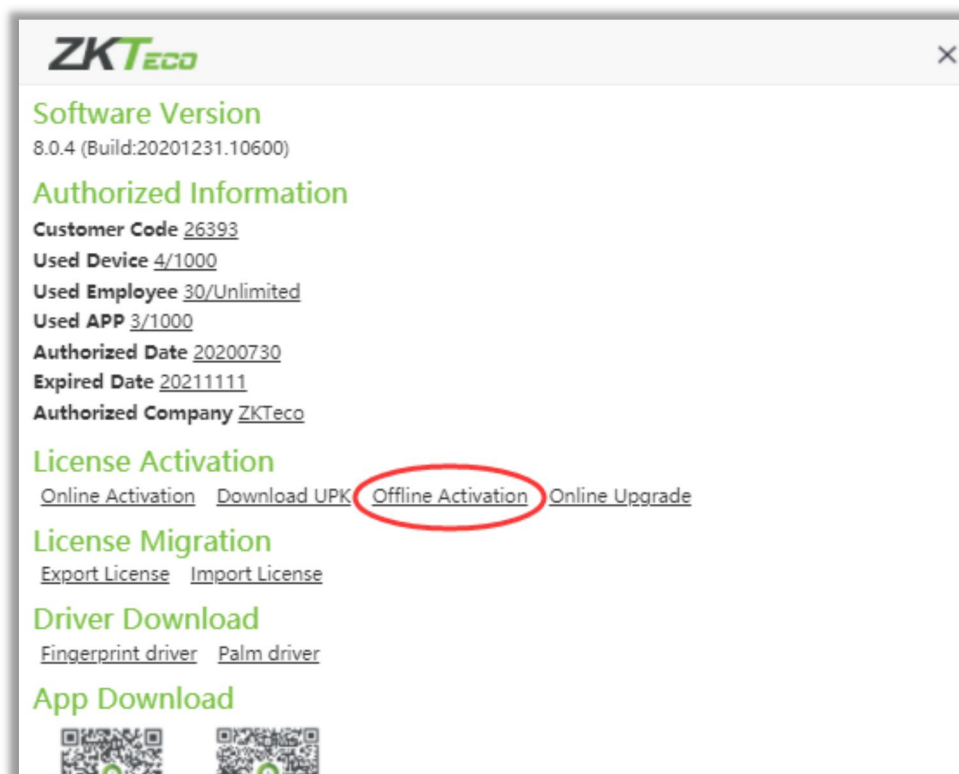 ZKTECO
Software Version
8.0.4 (Build:20201231.10600)
Authorized Information
Customer Code 26393
Used Device 4/1000
Used Employee 30/Unlimited
Used APP 3/1000
Authorized Date 20200730
Expired Date 20211111
Authorized Company ZKTeco
License Activation
Online Activation Download UPK Offline Activation Online Upgrade
License Migration
Export License Import License
Driver Download
Fingerprint driver Palm driver
App Download